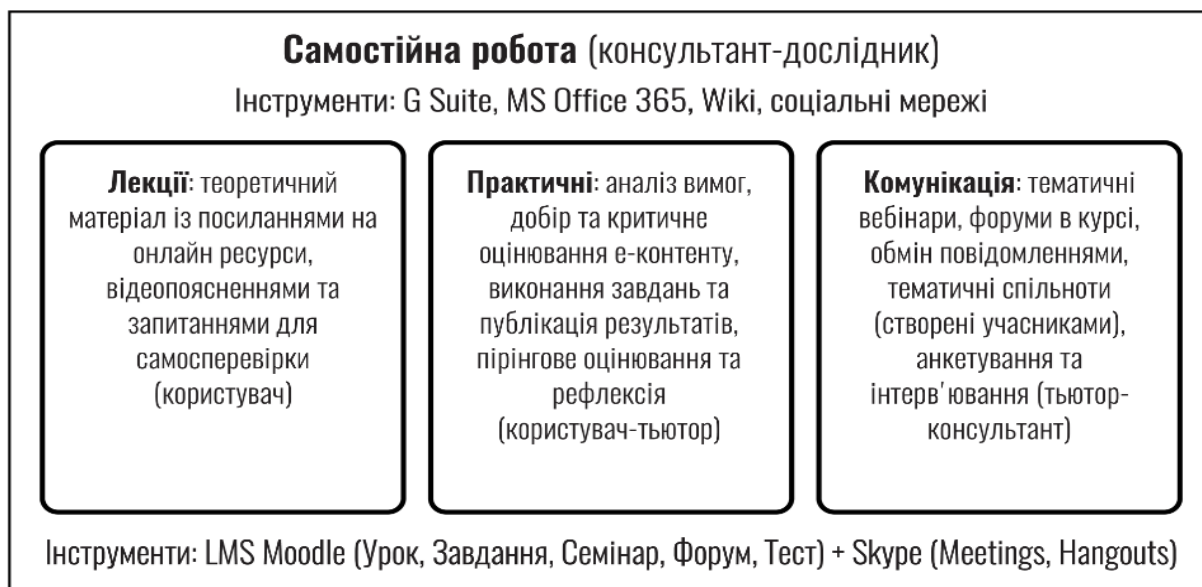 Самостійна робота (консультант-дослідник)
Інструменти: G Suite, MS Office 365, Wiki, соціальні мережі
Лекції: теоретичний
матеріал із посиланнями на
онлайн ресурси,
відеопоясненнями та
запитаннями для
самосперевірки
(користувач)
Практичні: аналіз вимог,
добір та критичне
оцінювання е-контенту,
виконання завдань та
публікація результатів,
пірінгове оцінювання та
рефлексія
(користувач-тьютор)
Комунікація: тематичні
вебінари, форуми в курсі,
обмін повідомленнями,
тематичні спільноти
(створені учасниками),
анкетування та
інтерв'ювання (тьютор-
консультант)
Інструменти: LMS Moodle (Урок, Завдання, Семінар, Форум, Тест) + Skype (Meetings, Hangouts)